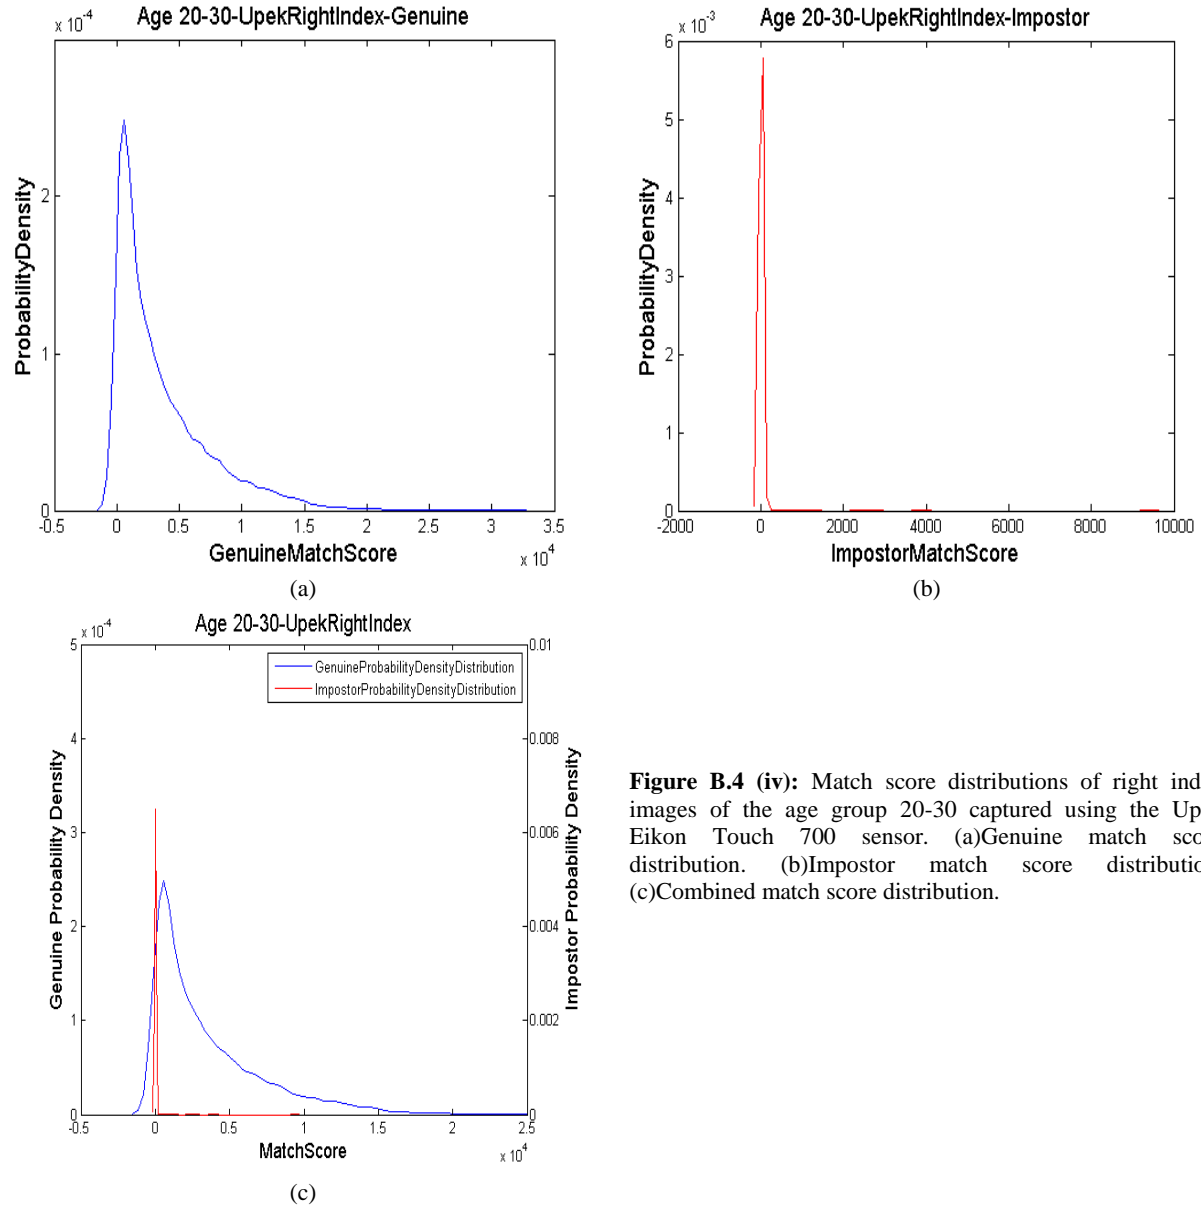 Age 20-30-UpekRightIndex-Genuine
x 10-4
2
1
0
ProbabilityDensity
-0.5 0 0.5 1 1.5 2 2.5 3 3.5
GenuineMatchScore
x 10^4
(a)
Age 20-30-UpekRightIndex-Impostor
x 10^-3
6
5
4
3
2
1
0
ProbabilityDensity
-2000 0 2000 4000 6000 8000 10000
ImpostorMatchScore
(b)
Age 20-30-UpekRightIndex
x 10^-4
5
4
3
2
1
0
Genuine Probability Density
GenuineProbabilityDensityDistribution
ImpostorProbabilityDensityDistribution
0.01
0.008
0.006
0.004
0.002
0
Impostor Probability Density
-0.5 0 0.5 1 1.5 2 2.5
MatchScore
x 10^4
(c)
Figure B.4 (iv): Match score distributions of right ind
images of the age group 20-30 captured using the Up
Eikon Touch 700 sensor. (a)Genuine match sco
distribution. (b)Impostor match score distributio
(c)Combined match score distribution.